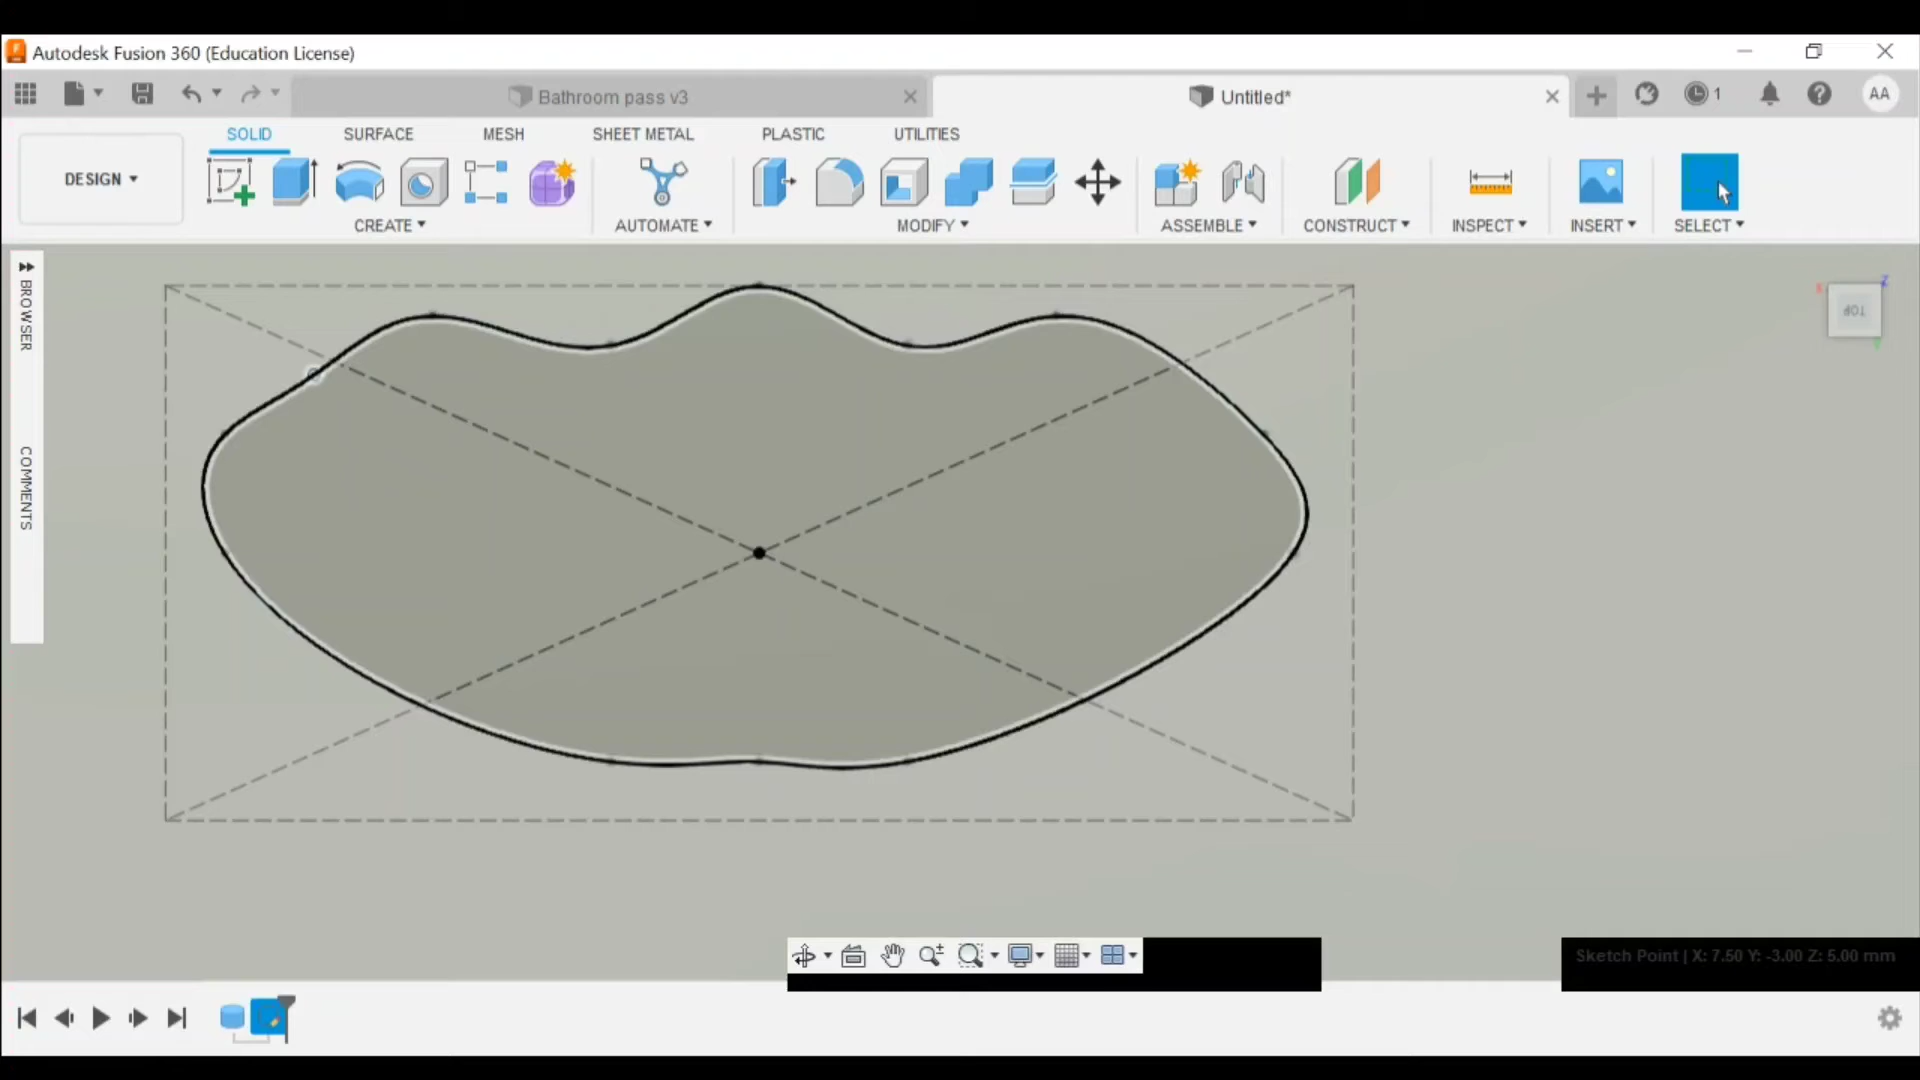 Autodesk Fusion 360 (Education License)
Bathroom pass v3
Untitled*
1
AA
DESIGN
SOLID
SURFACE
MESH
SHEET METAL
PLASTIC
UTILITIES
CREATE
AUTOMATE
MODIFY
ASSEMBLE
CONSTRUCT
INSPECT
INSERT
SELECT
BROWSER
COMMENTS
X
Z
TOP
Y
Sketch Point | X: 7.50 Y: -3.00 Z: 5.00 mm